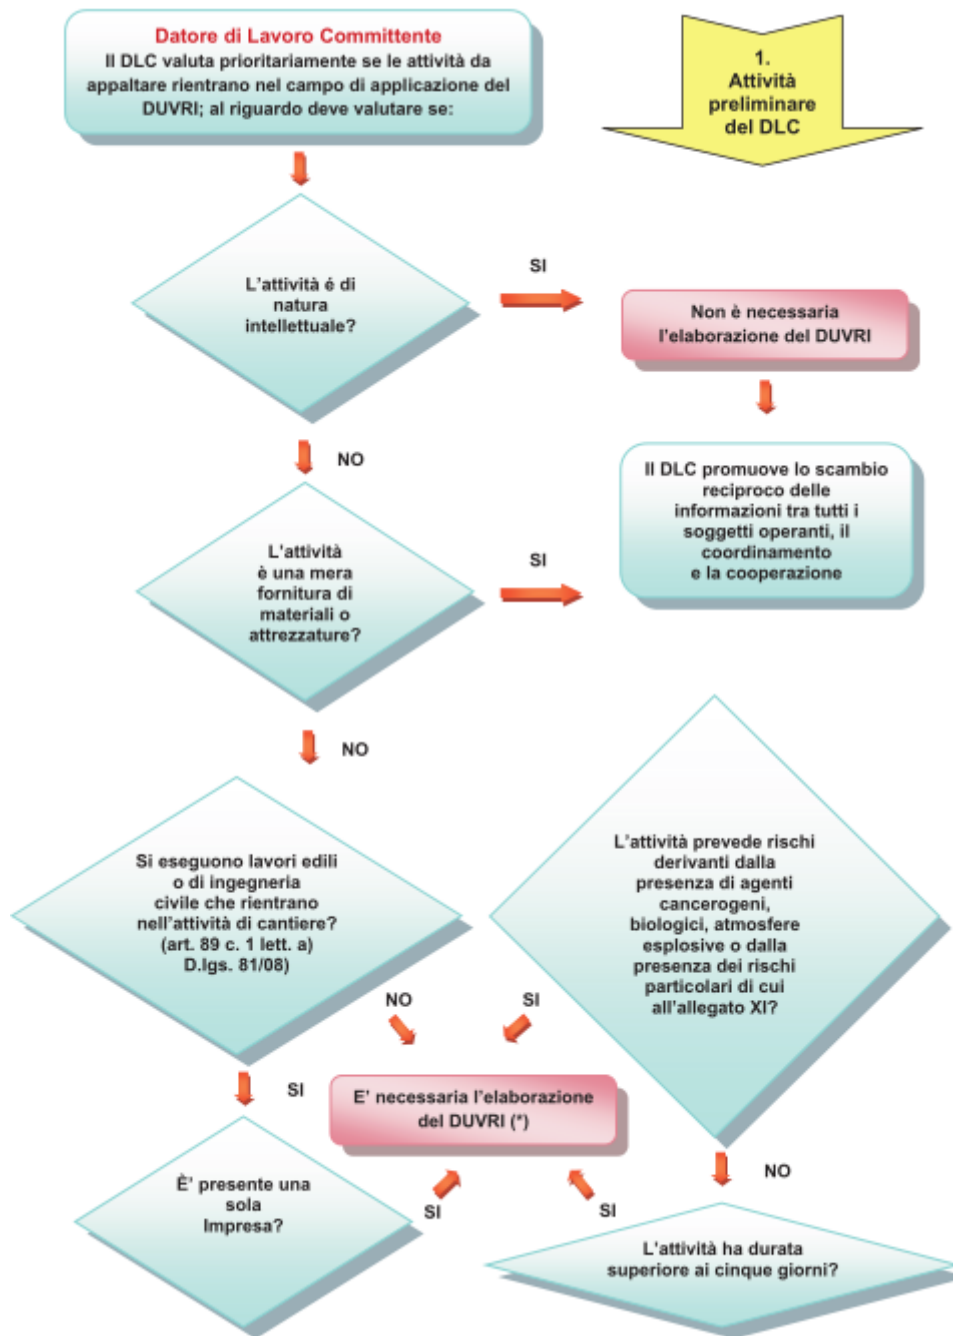 Datore di Lavoro Committente
Il DLC valuta prioritariamente se le attività da
appaltare rientrano nel campo di applicazione del
DUVRI; al riguardo deve valutare se:
1.
Attività
preliminare
del DLC
L'attività é di
natura
intellettuale?
SI
Non è necessaria
l'elaborazione del DUVRI
NO
Il DLC promuove lo scambio
reciproco delle
informazioni tra tutti i
soggetti operanti, il
coordinamento
e la cooperazione
L'attività
è una mera
fornitura di
materiali o
attrezzature?
SI
NO
Si eseguono lavori edili
o di ingegneria
civile che rientrano
nell'attività di cantiere?
(art. 89 c. 1 lett. a)
D.lgs. 81/08)
L'attività prevede rischi
derivanti dalla
presenza di agenti
cancerogeni,
biologici, atmosfere
esplosive o dalla
presenza dei rischi
particolari di cui
all'allegato XI?
NO
SI
SI
E' necessaria l'elaborazione
del DUVRI (*)
NO
È' presente una
sola
Impresa?
SI
SI
L'attività ha durata
superiore ai cinque giorni?